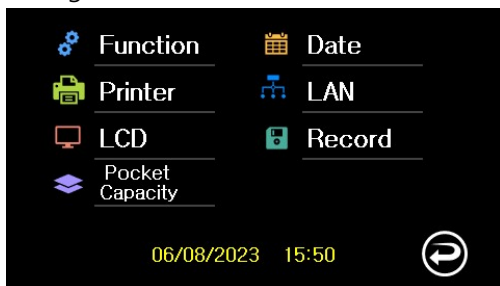 Function
Date
Printer
LAN
LCD
Record
Pocket
Capacity
06/08/2023 15:50